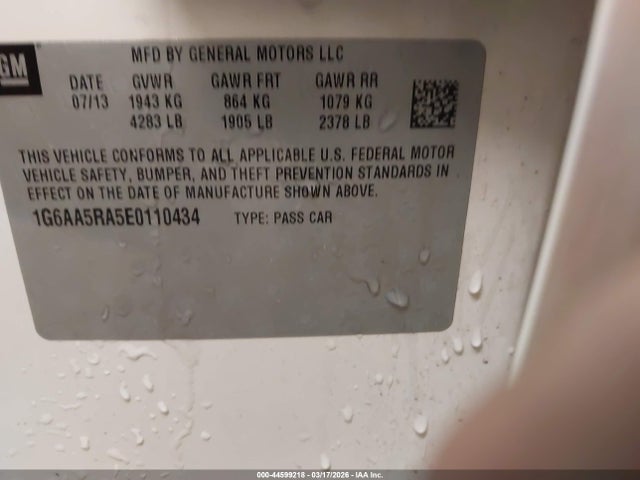 GM
MFD BY GENERAL MOTORS LLC
DATE GVWR GAWR FRT GAWR RR
07/13 1943 KG 864 KG 1079 KG
4283 LB 1905 LB 2378 LB
THIS VEHICLE CONFORMS TO ALL APPLICABLE U.S. FEDERAL MOTOR
VEHICLE SAFETY, BUMPER, AND THEFT PREVENTION STANDARDS IN
EFFECT ON THE DATE OF MANUFACTURE SHOWN ABOVE.
1G6AA5RA5E0110434 TYPE: PASS CAR
000-44599218 - 03/17/2026 - IAA Inc.